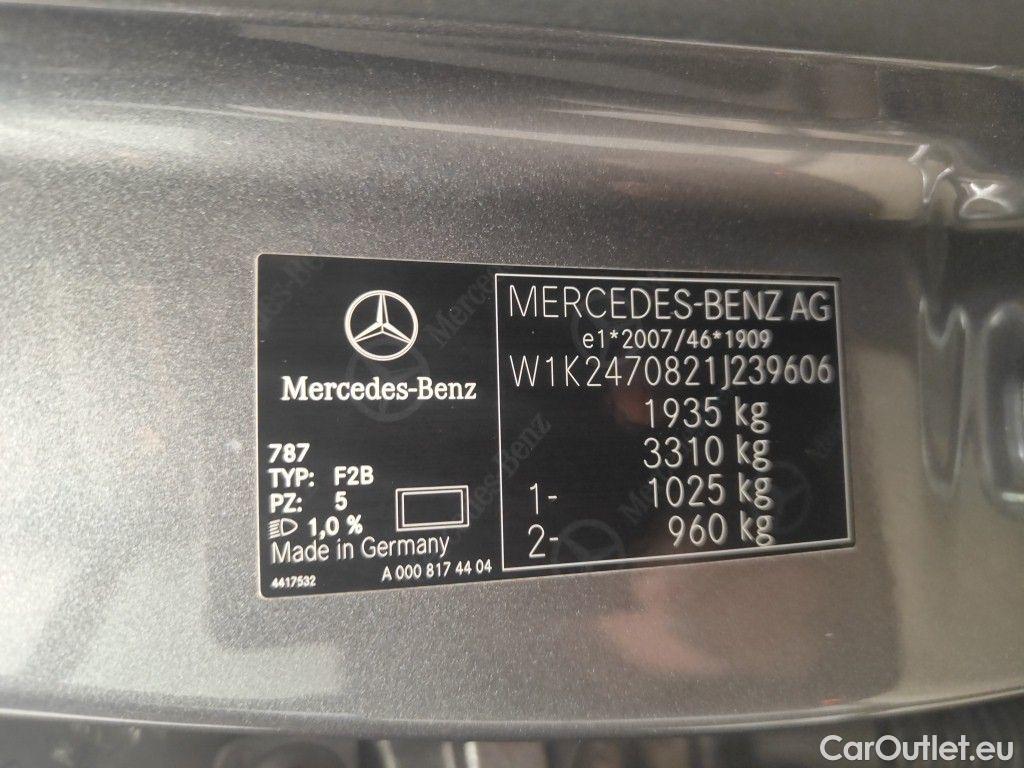 Mercedes-Benz
787
TYP: F2B
PZ: 5
1,0 %
Made in Germany
4417532 A 000 817 44 04
MERCEDES-BENZ AG
e1*2007/46*1909
W1K2470821J239606
1935 kg
3310 kg
1- 1025 kg
2- 960 kg
CarOutlet.eu